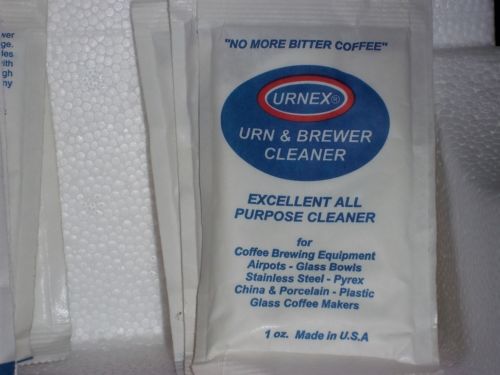 "NO MORE BITTER COFFEE"
URNEX®
URN & BREWER
CLEANER
EXCELLENT ALL
PURPOSE CLEANER
for
Coffee Brewing Equipment
Airpots - Glass Bowls
Stainless Steel - Pyrex
China & Porcelain - Plastic
Glass Coffee Makers
1 oz. Made in U.S.A